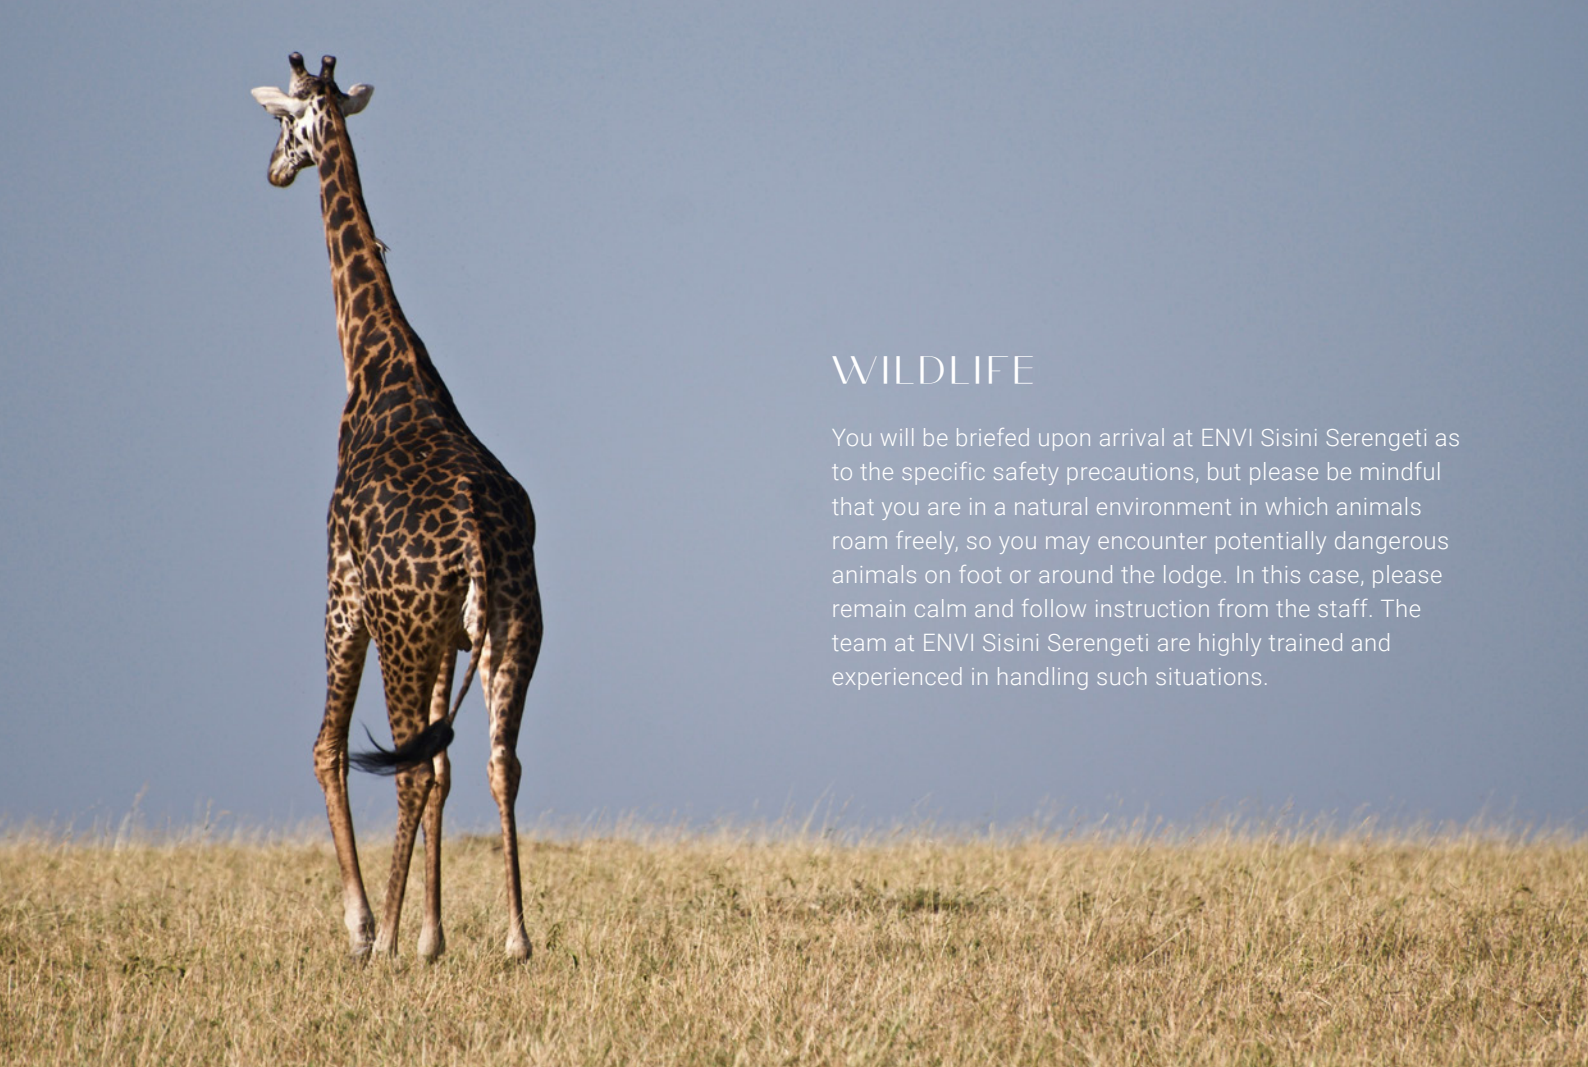 WILDLIFE
You will be briefed upon arrival at ENVI Sisini Serengeti as
to the specific safety precautions, but please be mindful
that you are in a natural environment in which animals
roam freely, so you may encounter potentially dangerous
animals on foot or around the lodge. In this case, please
remain calm and follow instruction from the staff. The
team at ENVI Sisini Serengeti are highly trained and
experienced in handling such situations.